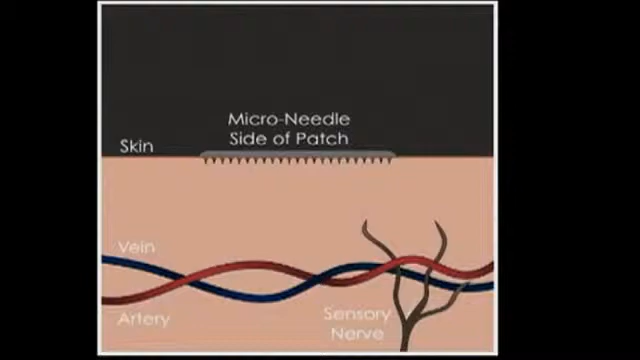 Micro-Needle
Side of Patch
Skin
Vein
Artery
Sensory
Nerve